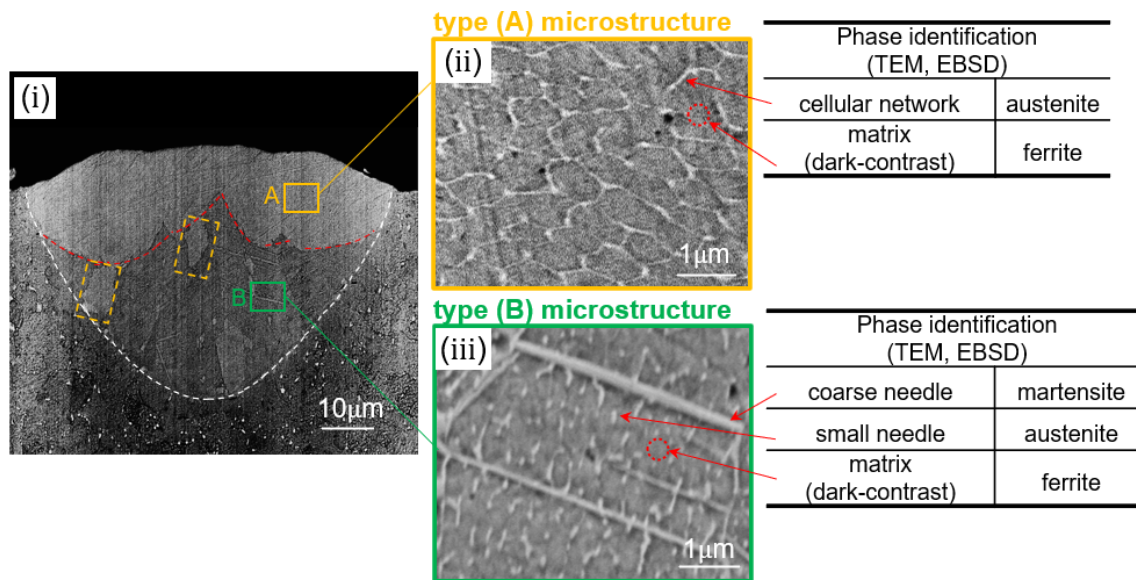 type (A) microstructure
(i)
A
B
10μm
(ii)
1μm
Phase identification
(TEM, EBSD)
cellular network austenite
matrix
(dark-contrast) ferrite
type (B) microstructure
(iii)
1μm
Phase identification
(TEM, EBSD)
coarse needle martensite
small needle austenite
matrix
(dark-contrast) ferrite